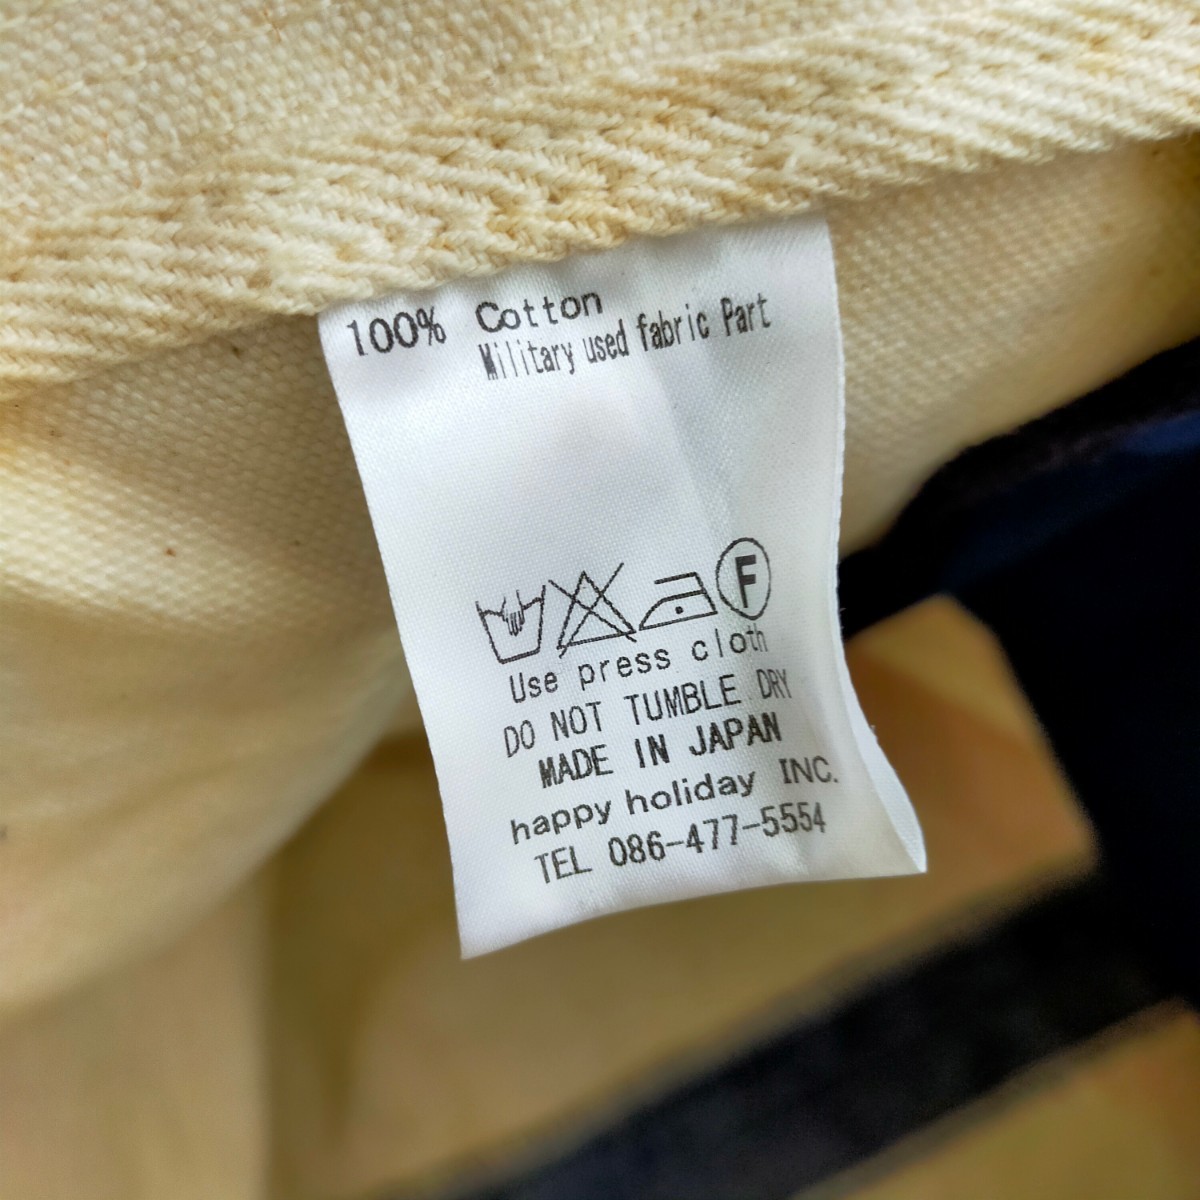 100% Cotton
Military used fabric Part
F
Use press cloth
DO NOT TUMBLE DRY
MADE IN JAPAN
happy holiday INC.
TEL 086-477-5554